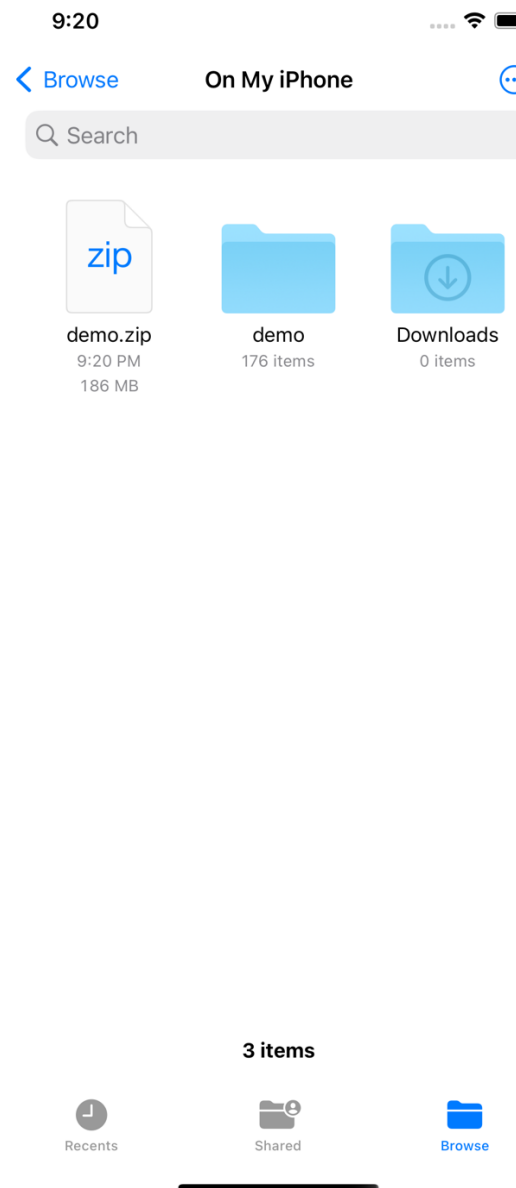 9:20
Browse
On My iPhone
Search
zip
demo.zip
9:20 PM
186 MB
demo
176 items
Downloads
0 items
3 items
Recents
Shared
Browse